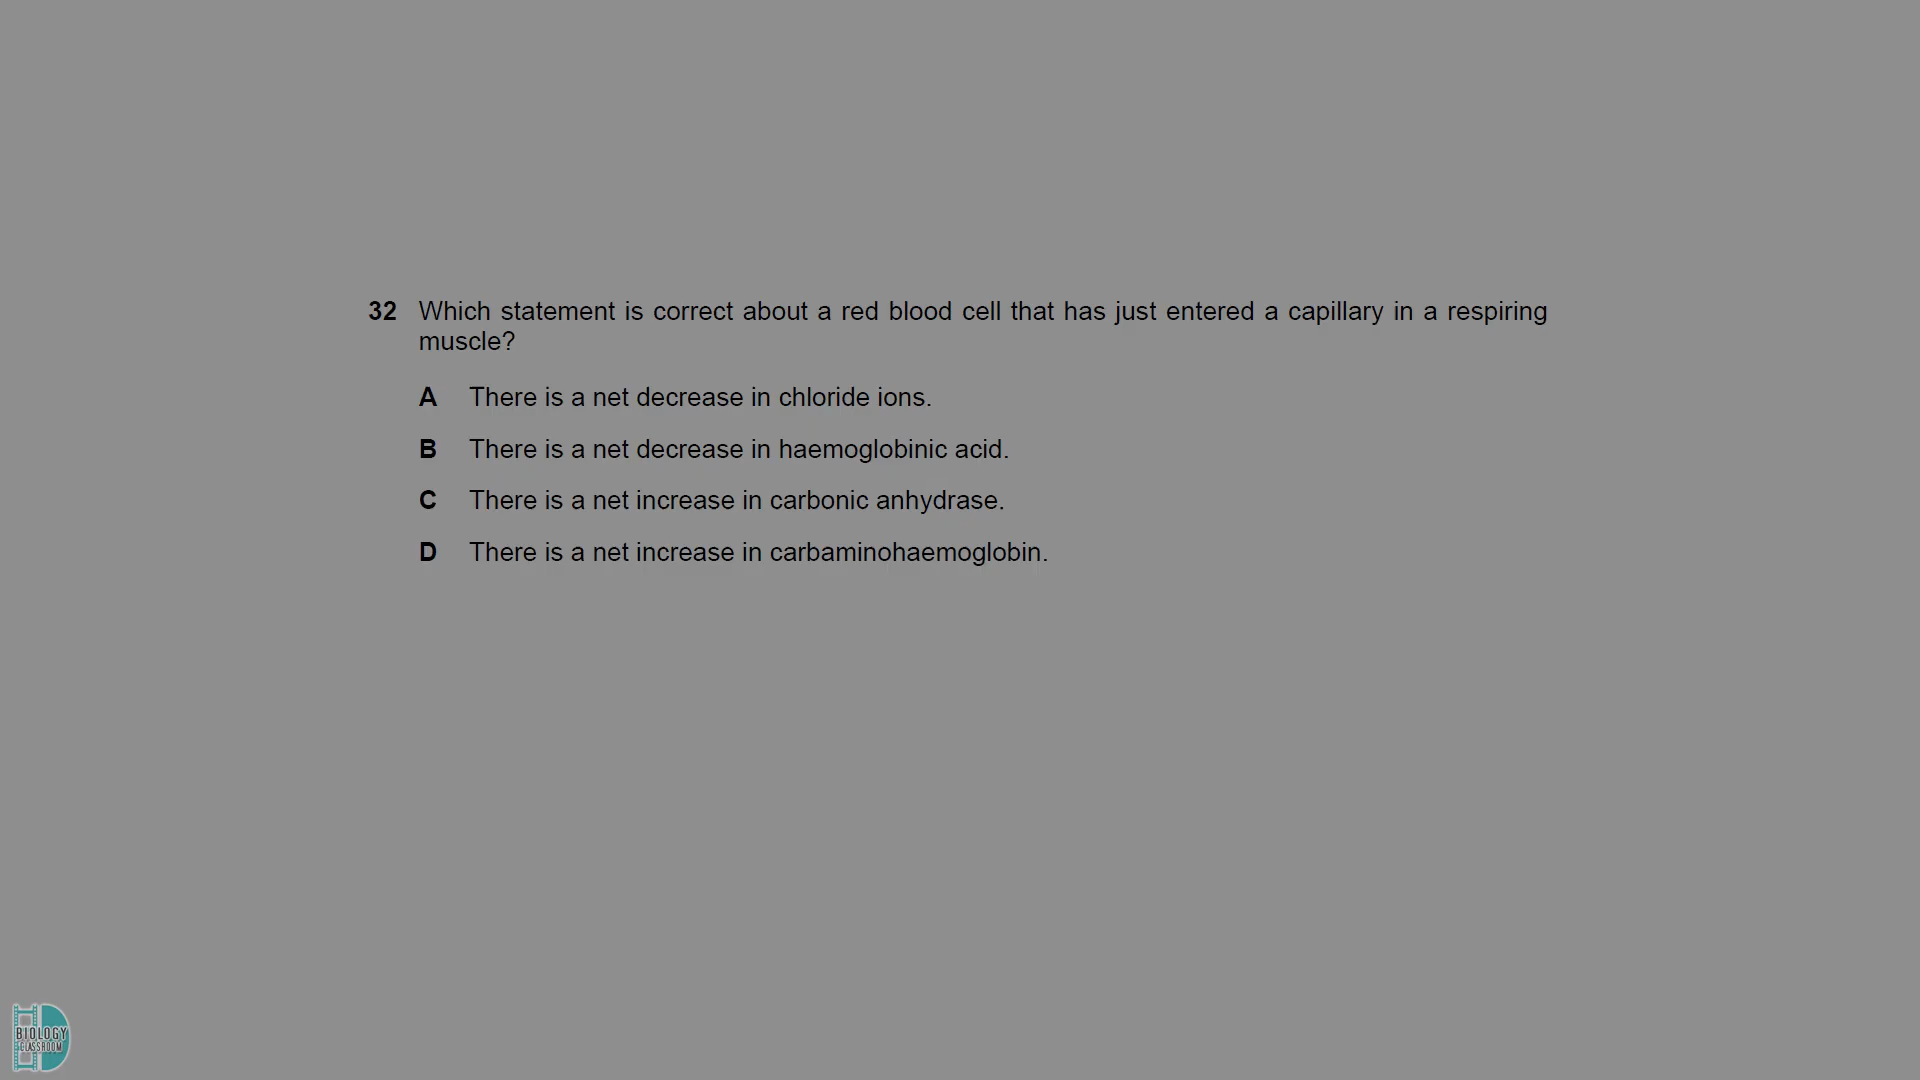 32 Which statement is correct about a red blood cell that has just entered a capillary in a respiring
muscle?
A There is a net decrease in chloride ions.
B There is a net decrease in haemoglobinic acid.
C There is a net increase in carbonic anhydrase.
D There is a net increase in carbaminohaemoglobin.
BIOLOGY
CLASSROOM